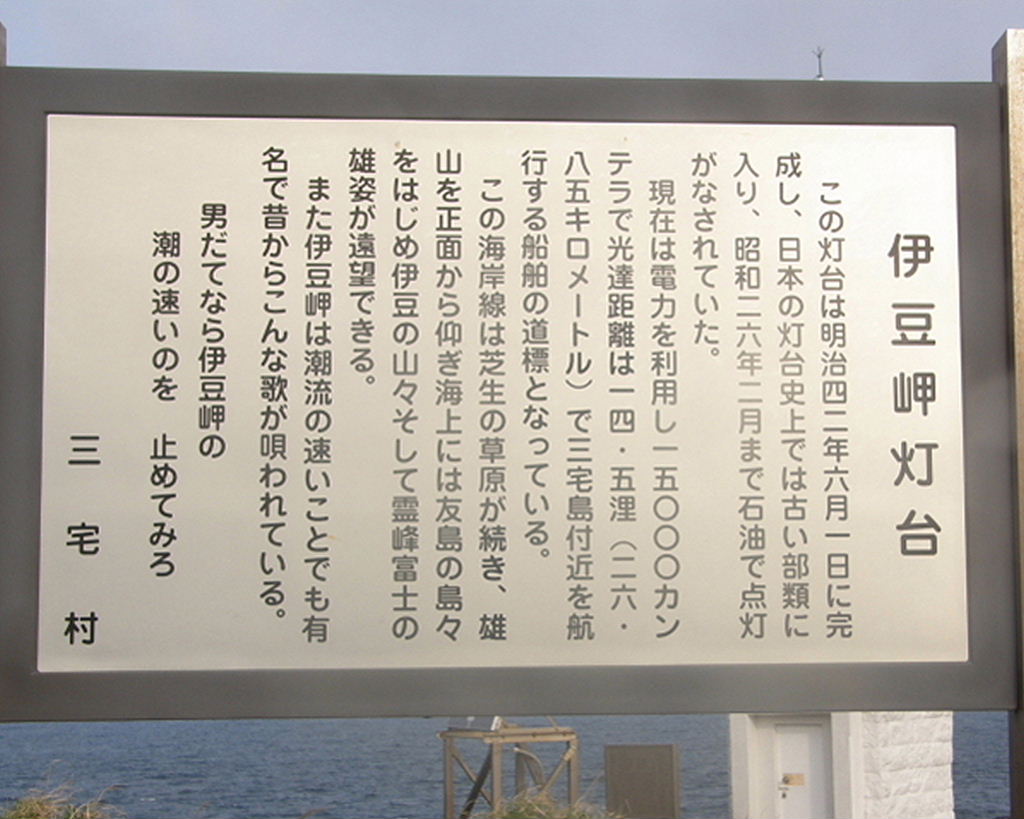 伊豆岬灯台
この灯台は明治四二年六月一日に完
成し、日本の灯台史上では古い部類に
入り、昭和二六年二月まで石油で点灯
がなされていた。
現在は電力を利用し一五〇〇〇カン
テラで光達距離は一四・五浬（二六・
八五キロメートル）で三宅島付近を航
行する船舶の道標となっている。
この海岸線は芝生の草原が続き、雄
山を正面から仰ぎ海上には友島の島々
をはじめ伊豆の山々そして霊峰富士の
雄姿が遠望できる。
また伊豆岬は潮流の速いことでも有
名で昔からこんな歌が唄われている。
男だてなら伊豆岬の
潮の速いのを　止めてみろ
三宅村